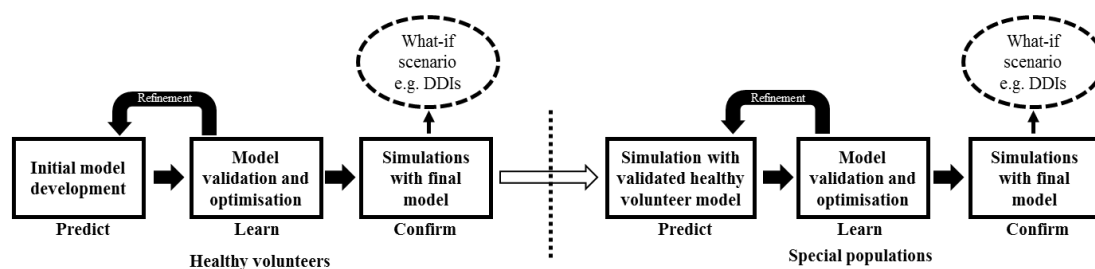 What-if
scenario
e.g. DDIs
Refinement
Initial model
development
Predict
Model
validation and
optimisation
Learn
Simulations
with final
model
Confirm
Healthy volunteers
What-if
scenario
e.g. DDIs
Refinement
Simulation with
validated healthy
volunteer model
Predict
Model
validation and
optimisation
Learn
Simulations
with final
model
Confirm
Special populations